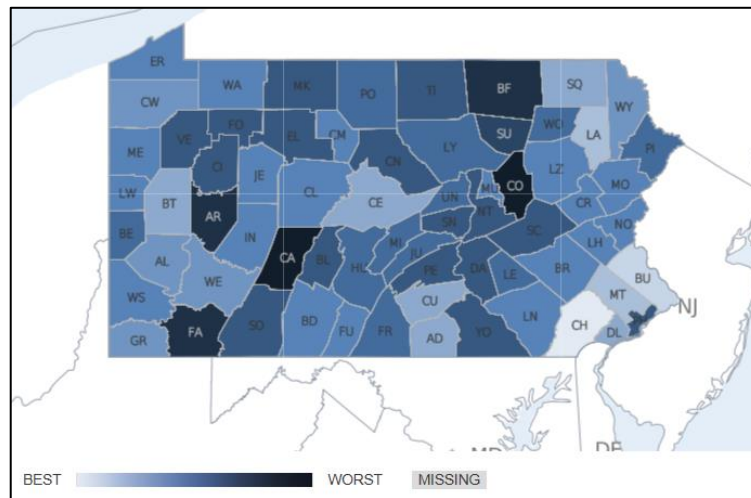 ER
WA
MK
PO
TI
BF
SQ
WY
CW
VE
FO
EL
CM
SU
WO
LA
PI
ME
CI
JE
CN
LY
LZ
MO
LW
BT
AR
CL
CE
UN
MU
CO
CR
NO
BE
IN
SN
NT
SC
LH
AL
WE
CA
BL
HU
MI
JU
PE
DA
LE
BR
BU
WS
CU
MT
NJ
GR
FA
SO
BD
FU
FR
AD
YO
LN
CH
DL
MD
DE
BEST WORST MISSING